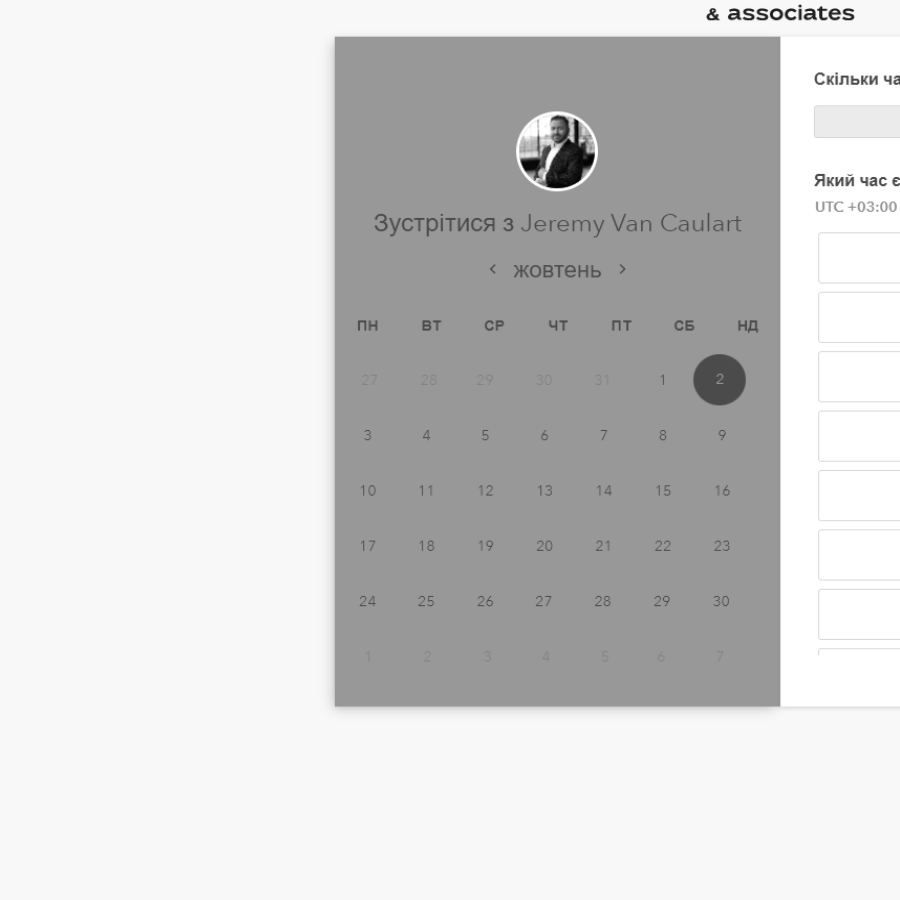 & associates
Зустрітися з Jeremy Van Caulart
жовтень
ПН ВТ СР ЧТ ПТ СБ НД
27 28 29 30 31 1 2
3 4 5 6 7 8 9
10 11 12 13 14 15 16
17 18 19 20 21 22 23
24 25 26 27 28 29 30
1 2 3 4 5 6 7
Скільки ча
Який час є
UTC +03:00